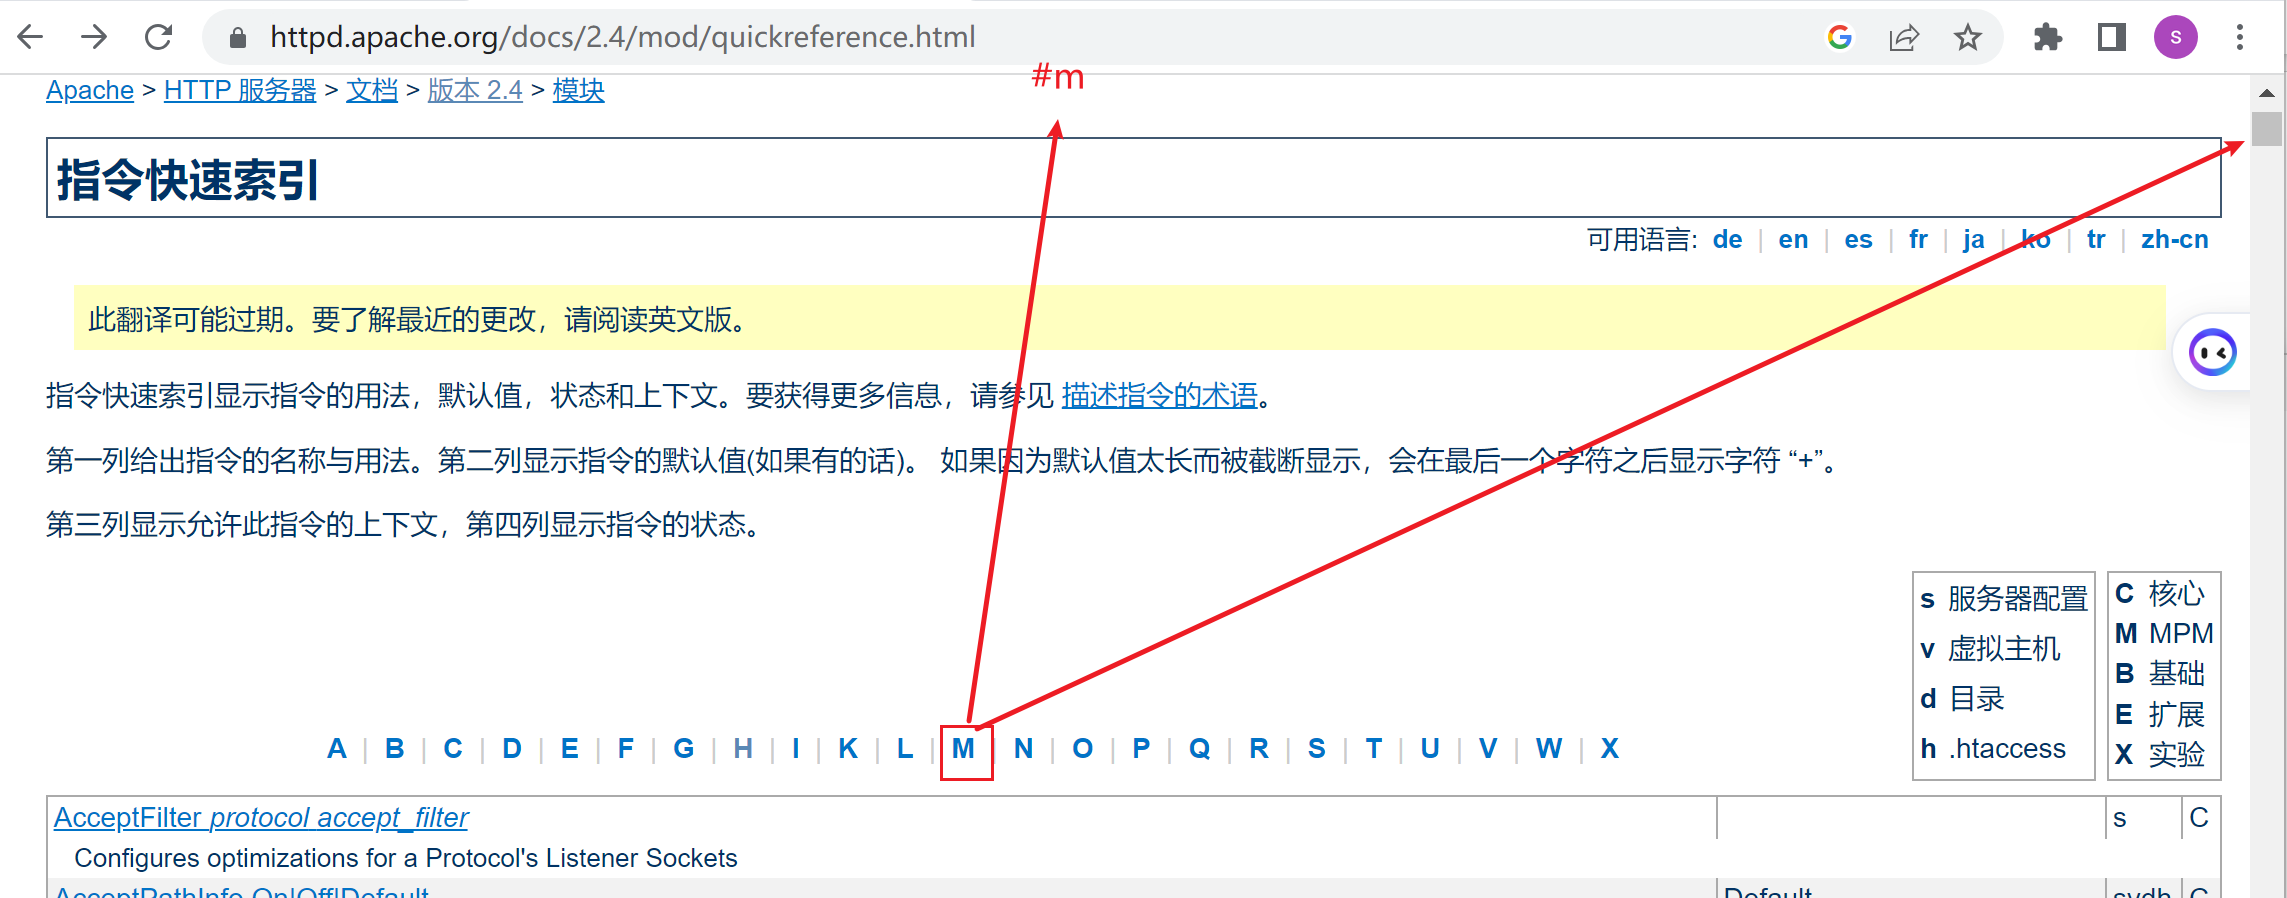 httpd.apache.org/docs/2.4/mod/quickreference.html
S
#m
Apache > HTTP 服务器 > 文档 > 版本 2.4 > 模块
指令快速索引
可用语言: de | en | es | fr | ja | ko | tr | zh-cn
此翻译可能过期。要了解最近的更改，请阅读英文版。
指令快速索引显示指令的用法，默认值，状态和上下文。要获得更多信息，请参见 描述指令的术语。
第一列给出指令的名称与用法。第二列显示指令的默认值(如果有的话)。 如果因为默认值太长而被截断显示，会在最后一个字符之后显示字符 “+”。
第三列显示允许此指令的上下文，第四列显示指令的状态。
s 服务器配置
v 虚拟主机
d 目录
h .htaccess
C 核心
M MPM
B 基础
E 扩展
X 实验
A | B | C | D | E | F | G | H | I | K | L | M | N | O | P | Q | R | S | T | U | V | W | X
AcceptFilter protocol accept_filter s C
Configures optimizations for a Protocol's Listener Sockets
AcceptPathInfo On|Off|Default Default svdh C